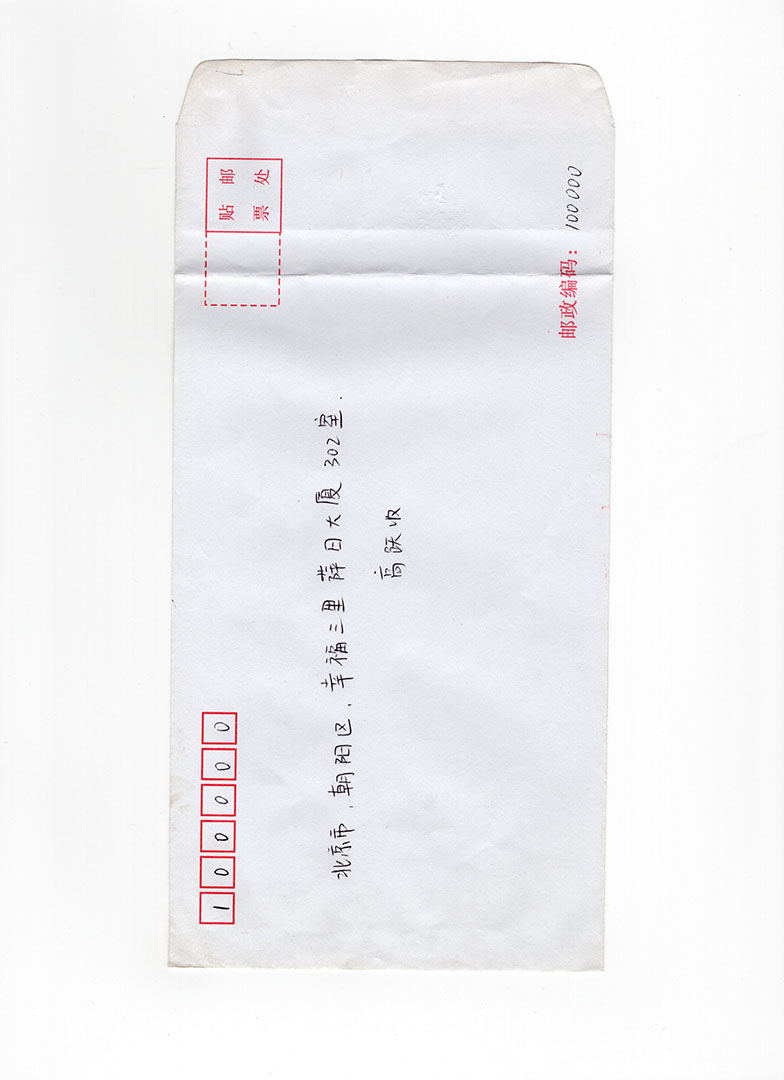 100000
贴 邮
票 处
北京市，朝阳区，幸福三里 薛日大厦 302室.
高跃收
邮政编码：100000